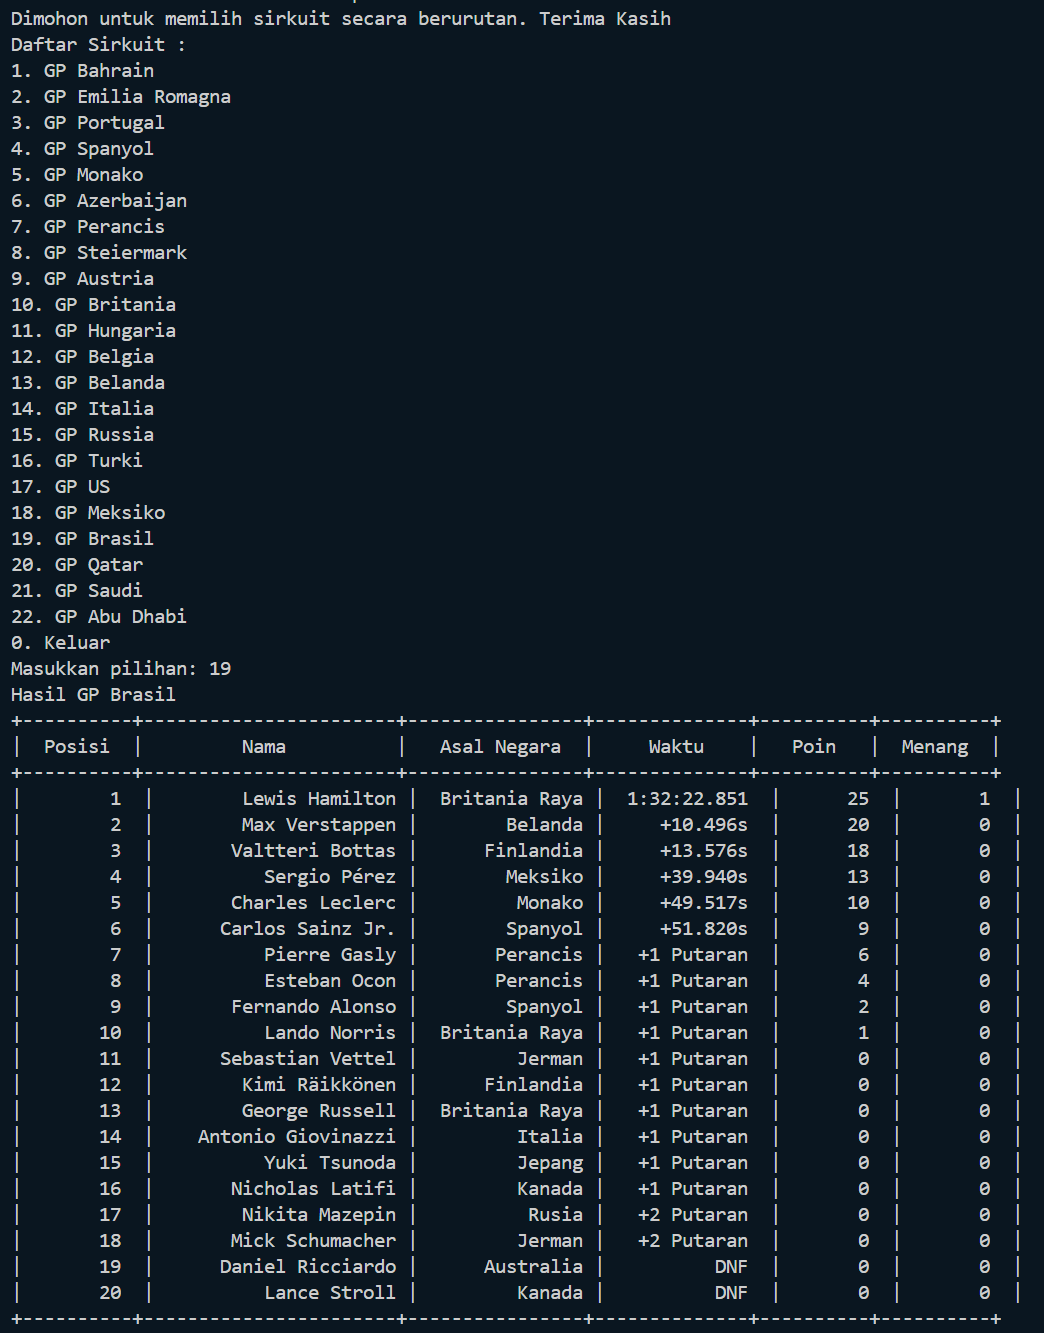 Dimohon untuk memilih sirkuit secara berurutan. Terima Kasih
Daftar Sirkuit :
1. GP Bahrain
2. GP Emilia Romagna
3. GP Portugal
4. GP Spanyol
5. GP Monako
6. GP Azerbaijan
7. GP Perancis
8. GP Steiermark
9. GP Austria
10. GP Britania
11. GP Hungaria
12. GP Belgia
13. GP Belanda
14. GP Italia
15. GP Russia
16. GP Turki
17. GP US
18. GP Meksiko
19. GP Brasil
20. GP Qatar
21. GP Saudi
22. GP Abu Dhabi
0. Keluar
Masukkan pilihan: 19
Hasil GP Brasil
+----------+-----------------------+----------------+--------------+----------+----------+
|  Posisi  |         Nama          |   Asal Negara  |     Waktu    |   Poin   |  Menang  |
+----------+-----------------------+----------------+--------------+----------+----------+
|        1  |        Lewis Hamilton |  Britania Raya |  1:32:22.851  |      25  |       1  |
|        2  |        Max Verstappen |        Belanda |     +10.496s  |      20  |       0  |
|        3  |       Valtteri Bottas |      Finlandia |     +13.576s  |      18  |       0  |
|        4  |          Sergio Pérez |        Meksiko |     +39.940s  |      13  |       0  |
|        5  |       Charles Leclerc |         Monako |     +49.517s  |      10  |       0  |
|        6  |      Carlos Sainz Jr. |        Spanyol |     +51.820s  |       9  |       0  |
|        7  |          Pierre Gasly |       Perancis |   +1 Putaran  |       6  |       0  |
|        8  |          Esteban Ocon |       Perancis |   +1 Putaran  |       4  |       0  |
|        9  |       Fernando Alonso |        Spanyol |   +1 Putaran  |       2  |       0  |
|       10  |          Lando Norris |  Britania Raya |   +1 Putaran  |       1  |       0  |
|       11  |      Sebastian Vettel |         Jerman |   +1 Putaran  |       0  |       0  |
|       12  |        Kimi Räikkönen |      Finlandia |   +1 Putaran  |       0  |       0  |
|       13  |        George Russell |  Britania Raya |   +1 Putaran  |       0  |       0  |
|       14  |    Antonio Giovinazzi |         Italia |   +1 Putaran  |       0  |       0  |
|       15  |          Yuki Tsunoda |         Jepang |   +1 Putaran  |       0  |       0  |
|       16  |       Nicholas Latifi |         Kanada |   +1 Putaran  |       0  |       0  |
|       17  |        Nikita Mazepin |          Rusia |   +2 Putaran  |       0  |       0  |
|       18  |       Mick Schumacher |         Jerman |   +2 Putaran  |       0  |       0  |
|       19  |      Daniel Ricciardo |      Australia |          DNF  |       0  |       0  |
|       20  |          Lance Stroll |         Kanada |          DNF  |       0  |       0  |
+----------+-----------------------+----------------+--------------+----------+----------+